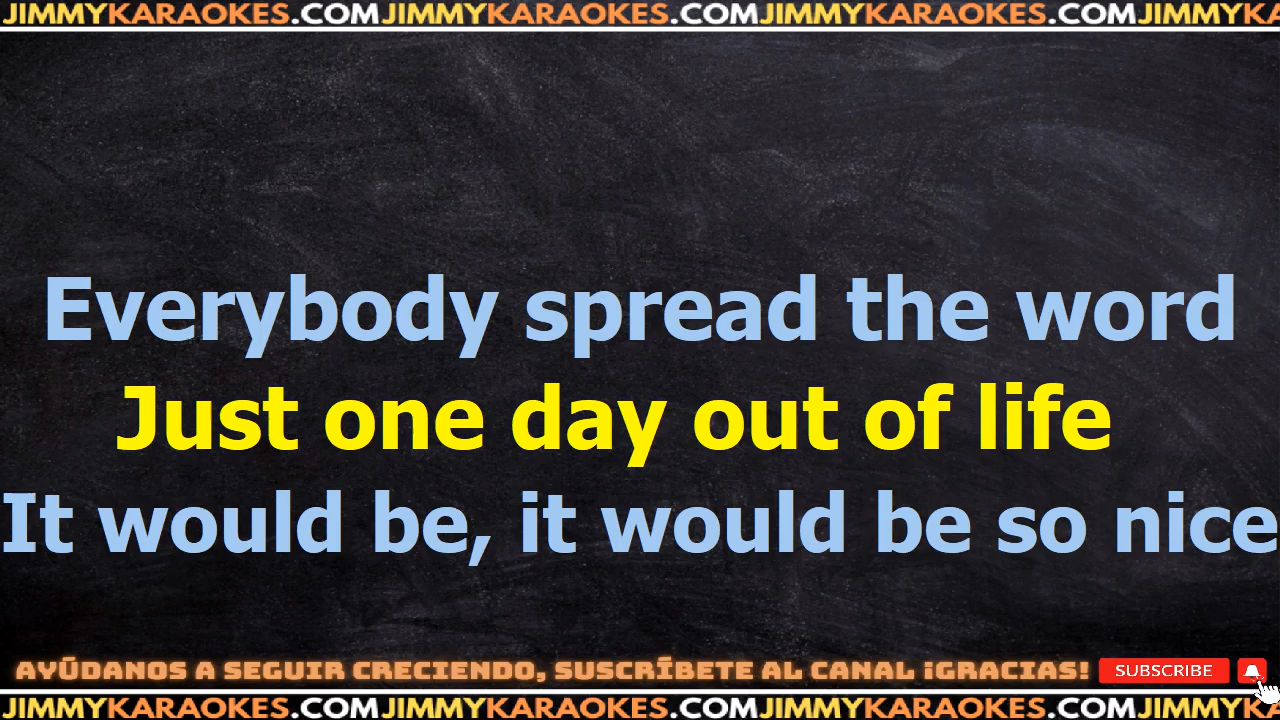 JIMMYKARAOKES.COMJIMMYKARAOKES.COMJIMMYKARAOKES.COMJIMMYKA
Everybody spread the word
Just one day out of life
It would be, it would be so nice
AYÚDANOS A SEGUIR CRECIENDO, SUSCRÍBETE AL CANAL ¡GRACIAS! SUBSCRIBE
JIMMYKARAOKES.COMJIMMYKARAOKES.COMJIMMYKARAOKES.COMJIMMYKA